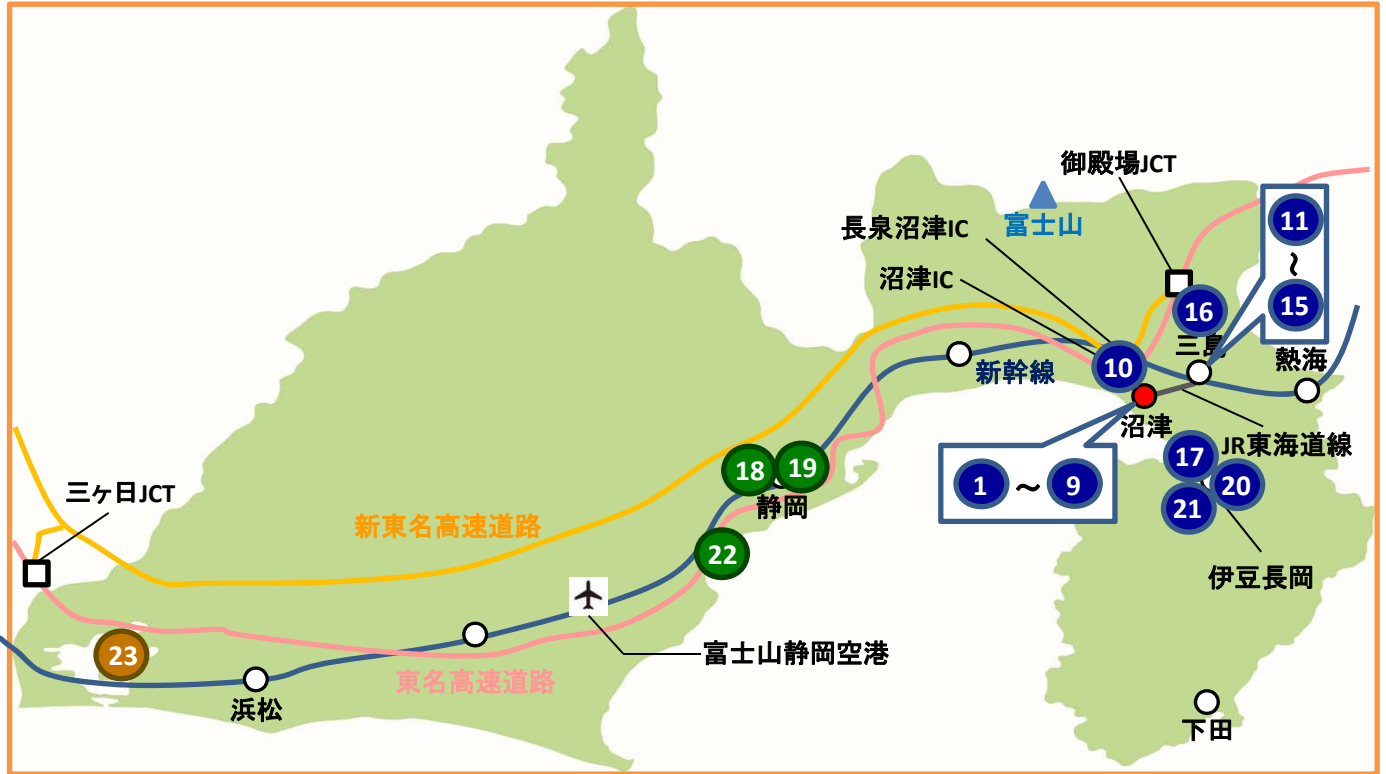 御殿場JCT
富士山
長泉沼津IC
沼津IC
11
～
15
16
三島
熱海
10
新幹線
沼津
JR東海道線
1 ～ 9
17
20
21
伊豆長岡
18
19
静岡
三ヶ日JCT
新東名高速道路
22
富士山静岡空港
23
東名高速道路
浜松
下田